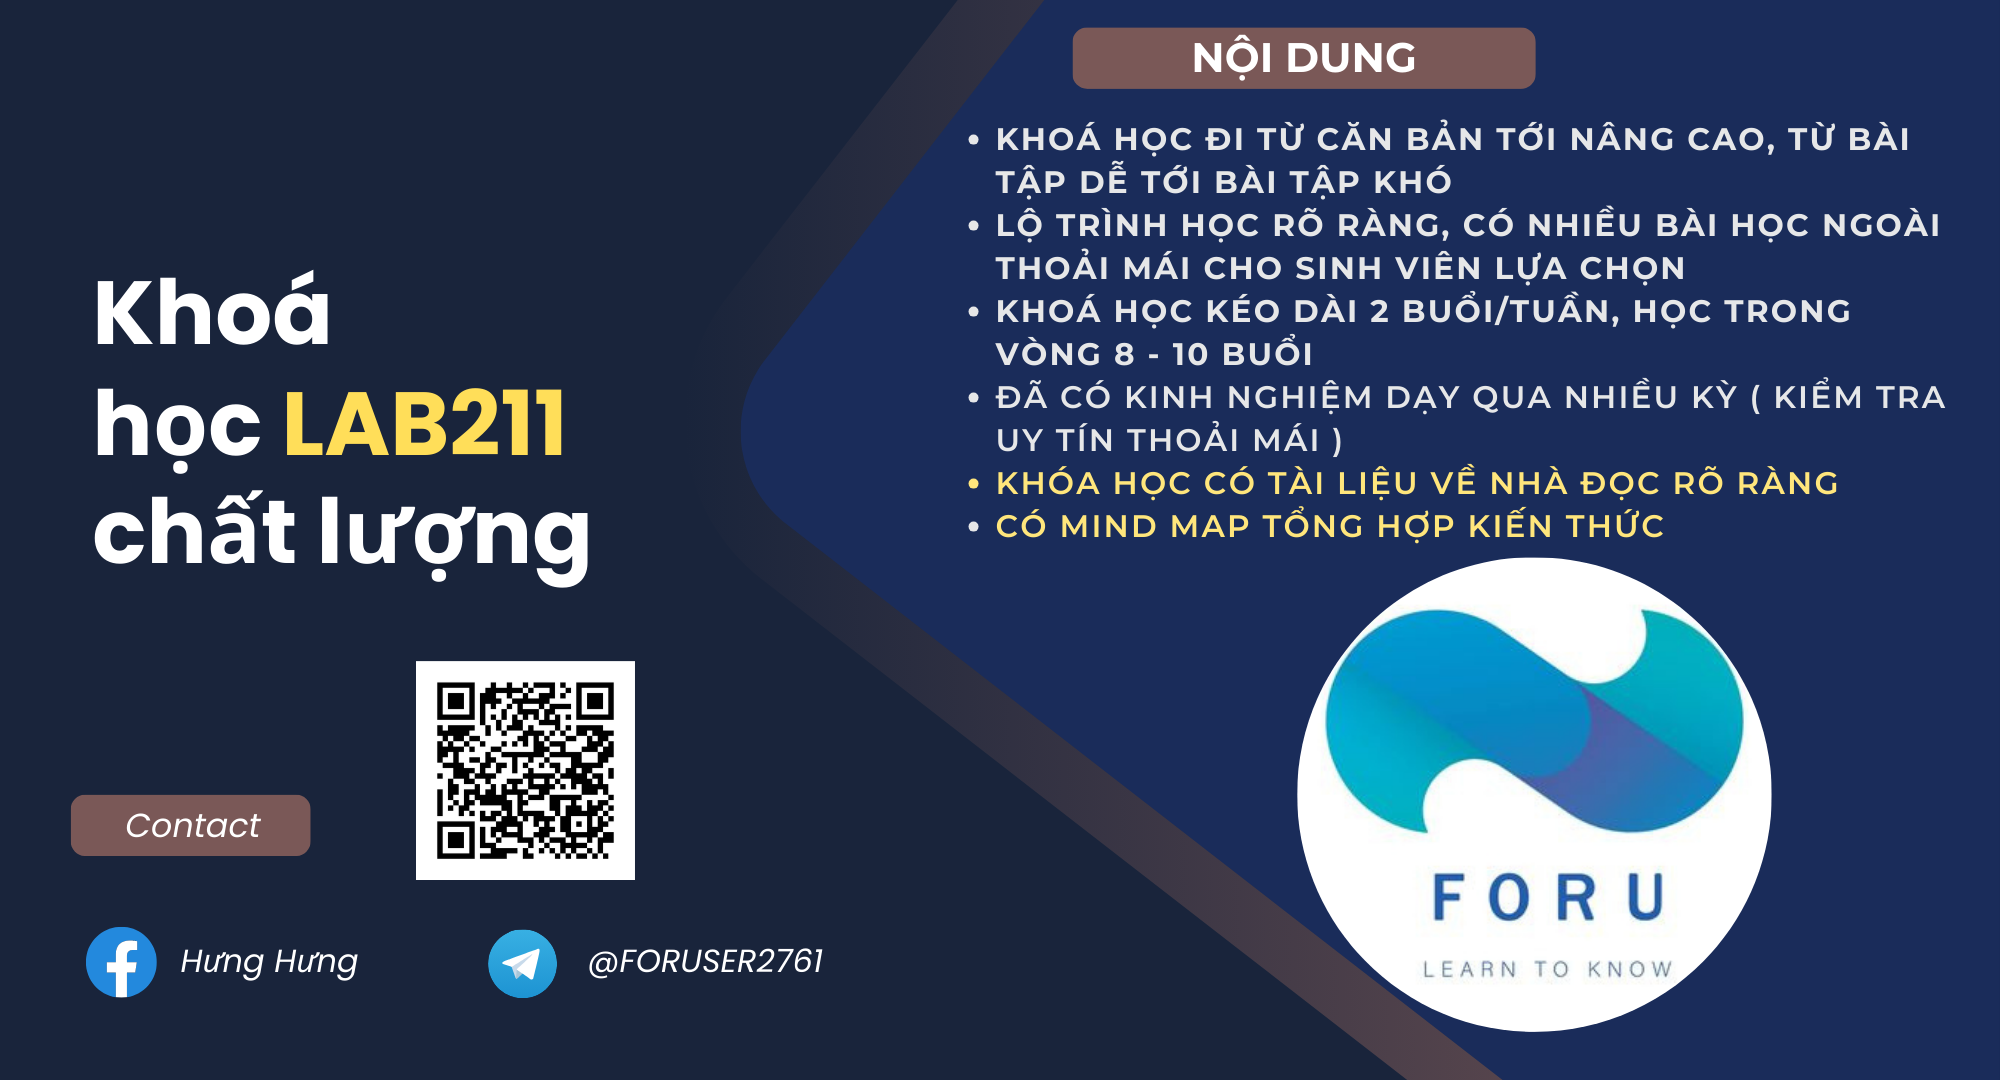 Khoá
học LAB211
chất lượng
Contact
Hưng Hưng
@FORUSER2761
NỘI DUNG
• KHOÁ HỌC ĐI TỪ CĂN BẢN TỚI NÂNG CAO, TỪ BÀI
TẬP DỄ TỚI BÀI TẬP KHÓ
• LỘ TRÌNH HỌC RÕ RÀNG, CÓ NHIỀU BÀI HỌC NGOÀI
THOẢI MÁI CHO SINH VIÊN LỰA CHỌN
• KHOÁ HỌC KÉO DÀI 2 BUỔI/TUẦN, HỌC TRONG
VÒNG 8 - 10 BUỔI
• ĐÃ CÓ KINH NGHIỆM DẠY QUA NHIỀU KỲ ( KIỂM TRA
UY TÍN THOẢI MÁI )
• KHÓA HỌC CÓ TÀI LIỆU VỀ NHÀ ĐỌC RÕ RÀNG
• CÓ MIND MAP TỔNG HỢP KIẾN THỨC
FORU
LEARN TO KNOW